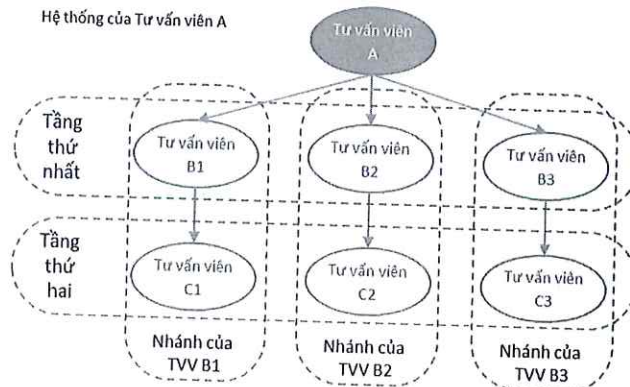 Hệ thống của Tư vấn viên A
Tư vấn viên
A
Tầng
thứ
nhất
Tư vấn viên
B1
Tư vấn viên
B2
Tư vấn viên
B3
Tầng
thứ
hai
Tư vấn viên
C1
Tư vấn viên
C2
Tư vấn viên
C3
Nhánh của
TVV B1
Nhánh của
TVV B2
Nhánh của
TVV B3